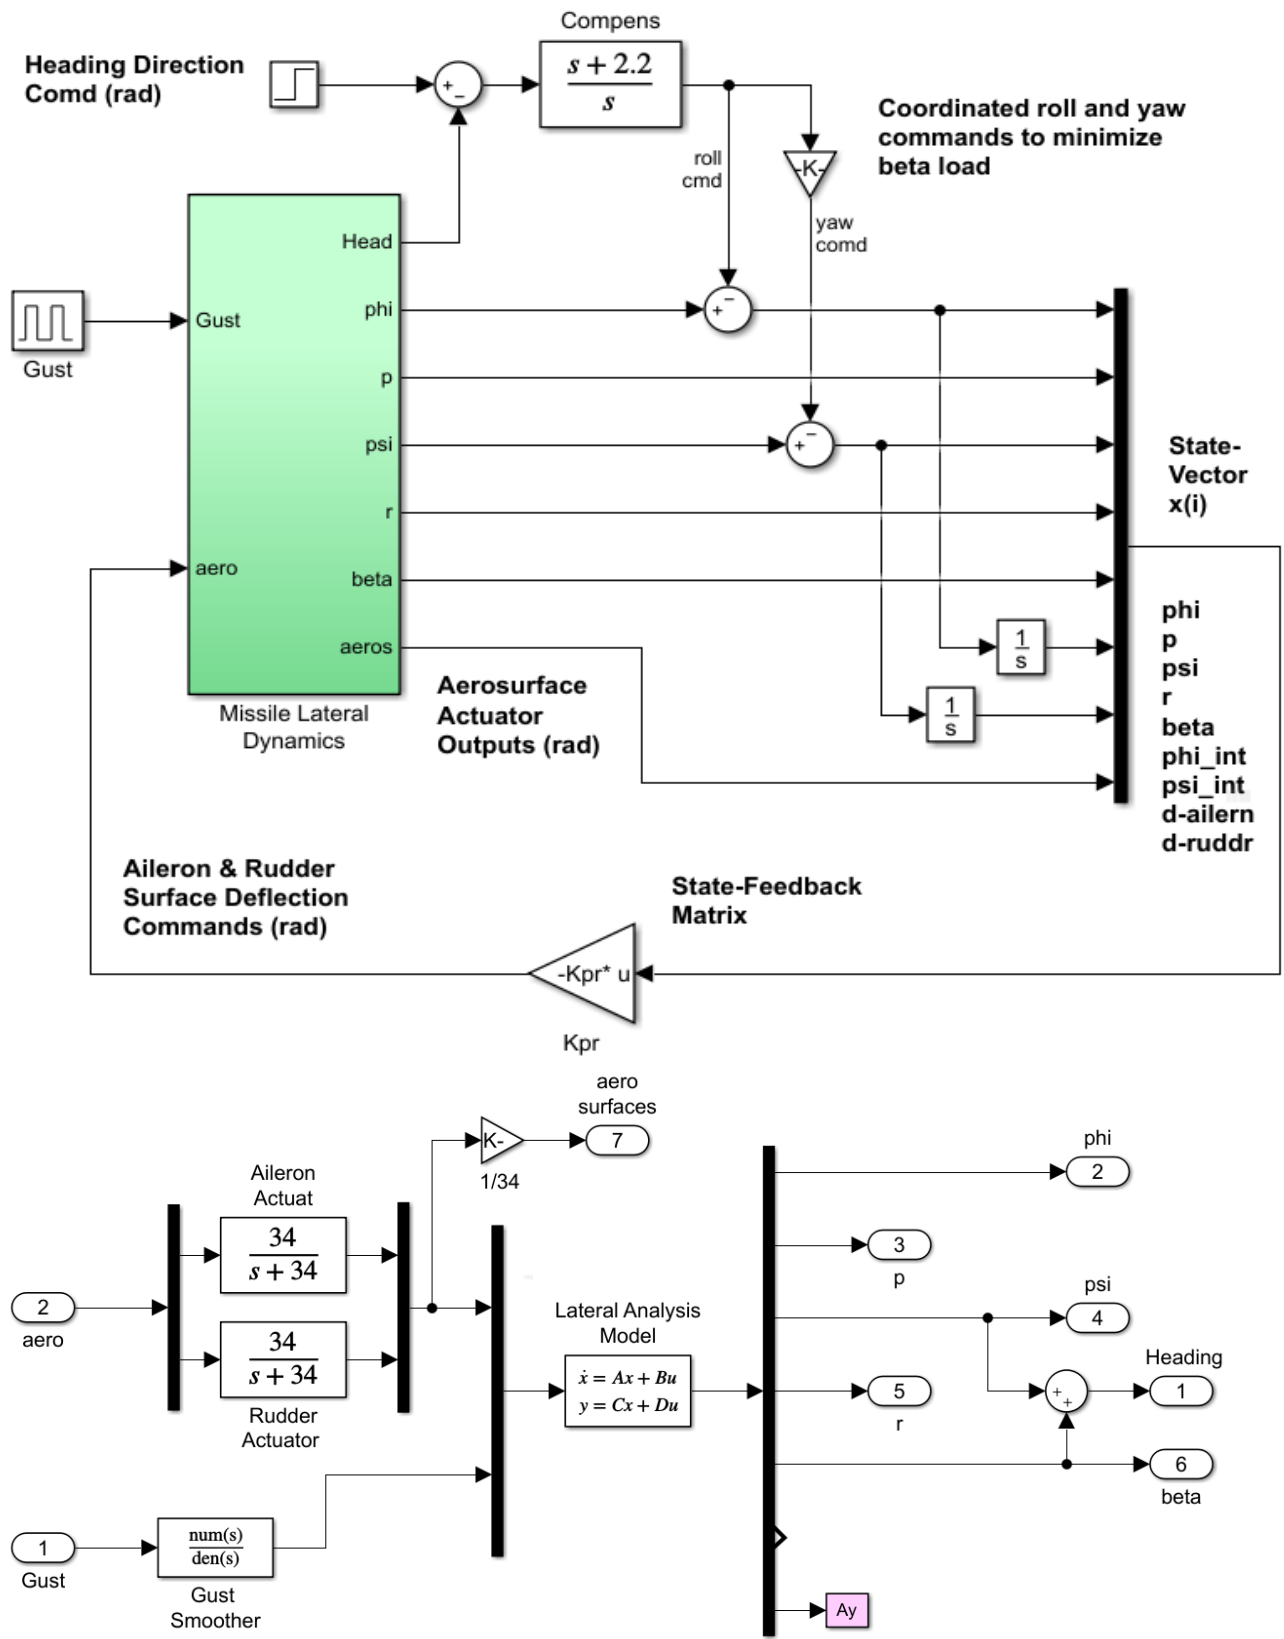 Compens
Heading Direction
Comd (rad)
+
−
s + 2.2
s
Coordinated roll and yaw
commands to minimize
beta load
roll
cmd
-K-
yaw
comd
Head
phi
+
−
Gust
Gust
p
psi
+
−
State-
Vector
x(i)
r
aero
beta
aeros
1
s
1
s
phi
p
psi
r
beta
phi_int
psi_int
d-ailern
d-ruddr
Missile Lateral
Dynamics
Aerosurface
Actuator
Outputs (rad)
Aileron & Rudder
Surface Deflection
Commands (rad)
State-Feedback
Matrix
-Kpr* u
Kpr
aero
surfaces
K-
7
1/34
phi
2
Aileron
Actuat
34
s + 34
3
p
2
aero
34
s + 34
Rudder
Actuator
Lateral Analysis
Model
ẋ = Ax + Bu
y = Cx + Du
psi
4
Heading
+
+
1
5
r
6
beta
1
Gust
num(s)
den(s)
Gust
Smoother
Ay